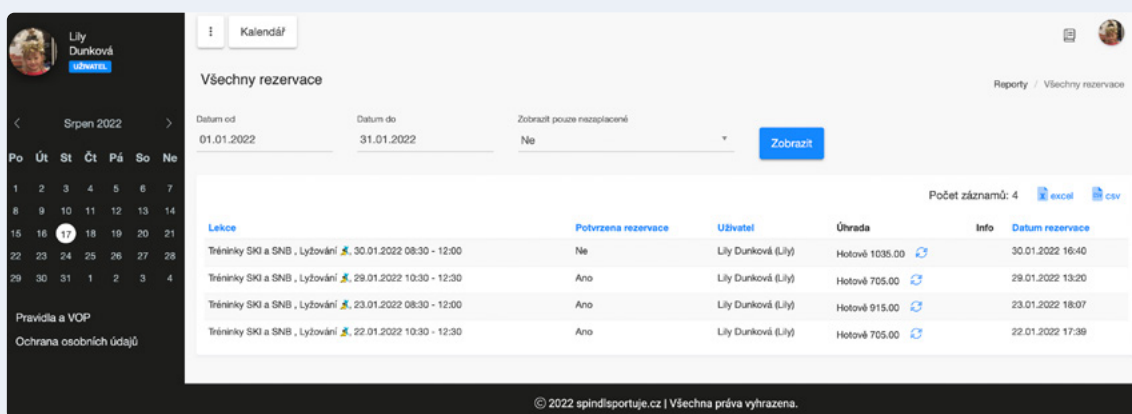 Lily
Dunková
UŽIVATEL
Srpen 2022
Po Út St Čt Pá So Ne
1 2 3 4 5 6 7
8 9 10 11 12 13 14
15 16 17 18 19 20 21
22 23 24 25 26 27 28
29 30 31 1 2 3 4
Pravidla a VOP
Ochrana osobních údajů
Kalendář
Všechny rezervace
Reporty / Všechny rezervace
Datum od Datum do Zobrazit pouze nezaplacené
01.01.2022 31.01.2022 Ne Zobrazit
Počet záznamů: 4 excel csv
Lekce Potvrzena rezervace Uživatel Úhrada Info Datum rezervace
Tréninky SKI a SNB , Lyžování , 30.01.2022 08:30 - 12:00 Ne Lily Dunková (Lily) Hotově 1035.00 30.01.2022 16:40
Tréninky SKI a SNB , Lyžování , 29.01.2022 10:30 - 12:30 Ano Lily Dunková (Lily) Hotově 705.00 29.01.2022 13:20
Tréninky SKI a SNB , Lyžování , 23.01.2022 08:30 - 12:00 Ano Lily Dunková (Lily) Hotově 915.00 23.01.2022 18:07
Tréninky SKI a SNB , Lyžování , 22.01.2022 10:30 - 12:30 Ano Lily Dunková (Lily) Hotově 705.00 22.01.2022 17:39
© 2022 spindlsportuje.cz | Všechna práva vyhrazena.